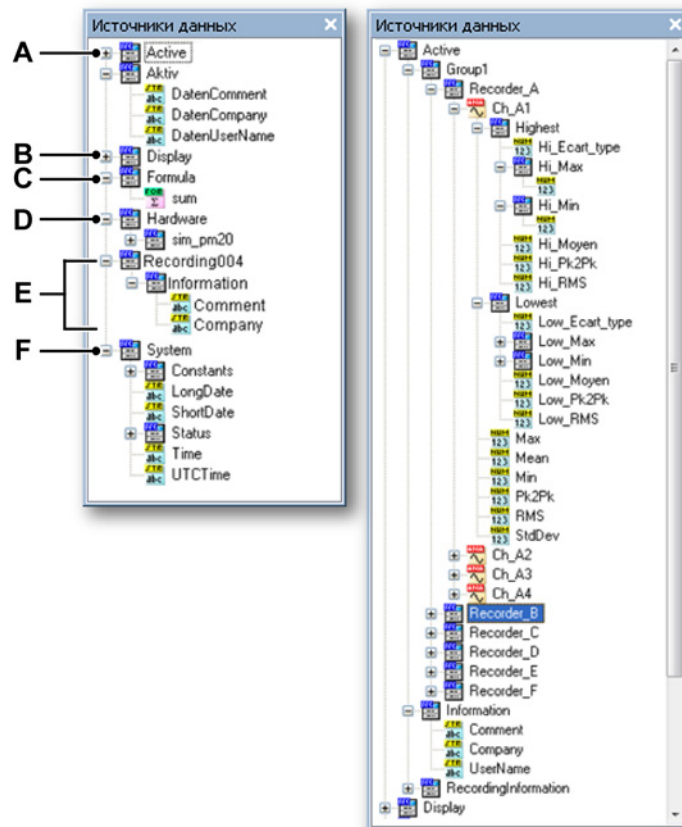 Источники данных
A
Active
Aktiv
DatenComment
DatenCompany
DatenUserName
B
Display
C
Formula
sum
D
Hardware
sim_pm20
E
Recording004
Information
Comment
Company
F
System
Constants
LongDate
ShortDate
Status
Time
UTCTime
Источники данных
Active
Group1
Recorder_A
Ch_A1
Highest
Hi_Ecart_type
Hi_Max
Hi_Min
Hi_Moyen
Hi_Pk2Pk
Hi_RMS
Lowest
Low_Ecart_type
Low_Max
Low_Min
Low_Moyen
Low_Pk2Pk
Low_RMS
Max
Mean
Min
Pk2Pk
RMS
StdDev
Ch_A2
Ch_A3
Ch_A4
Recorder_B
Recorder_C
Recorder_D
Recorder_E
Recorder_F
Information
Comment
Company
UserName
RecordingInformation
Display